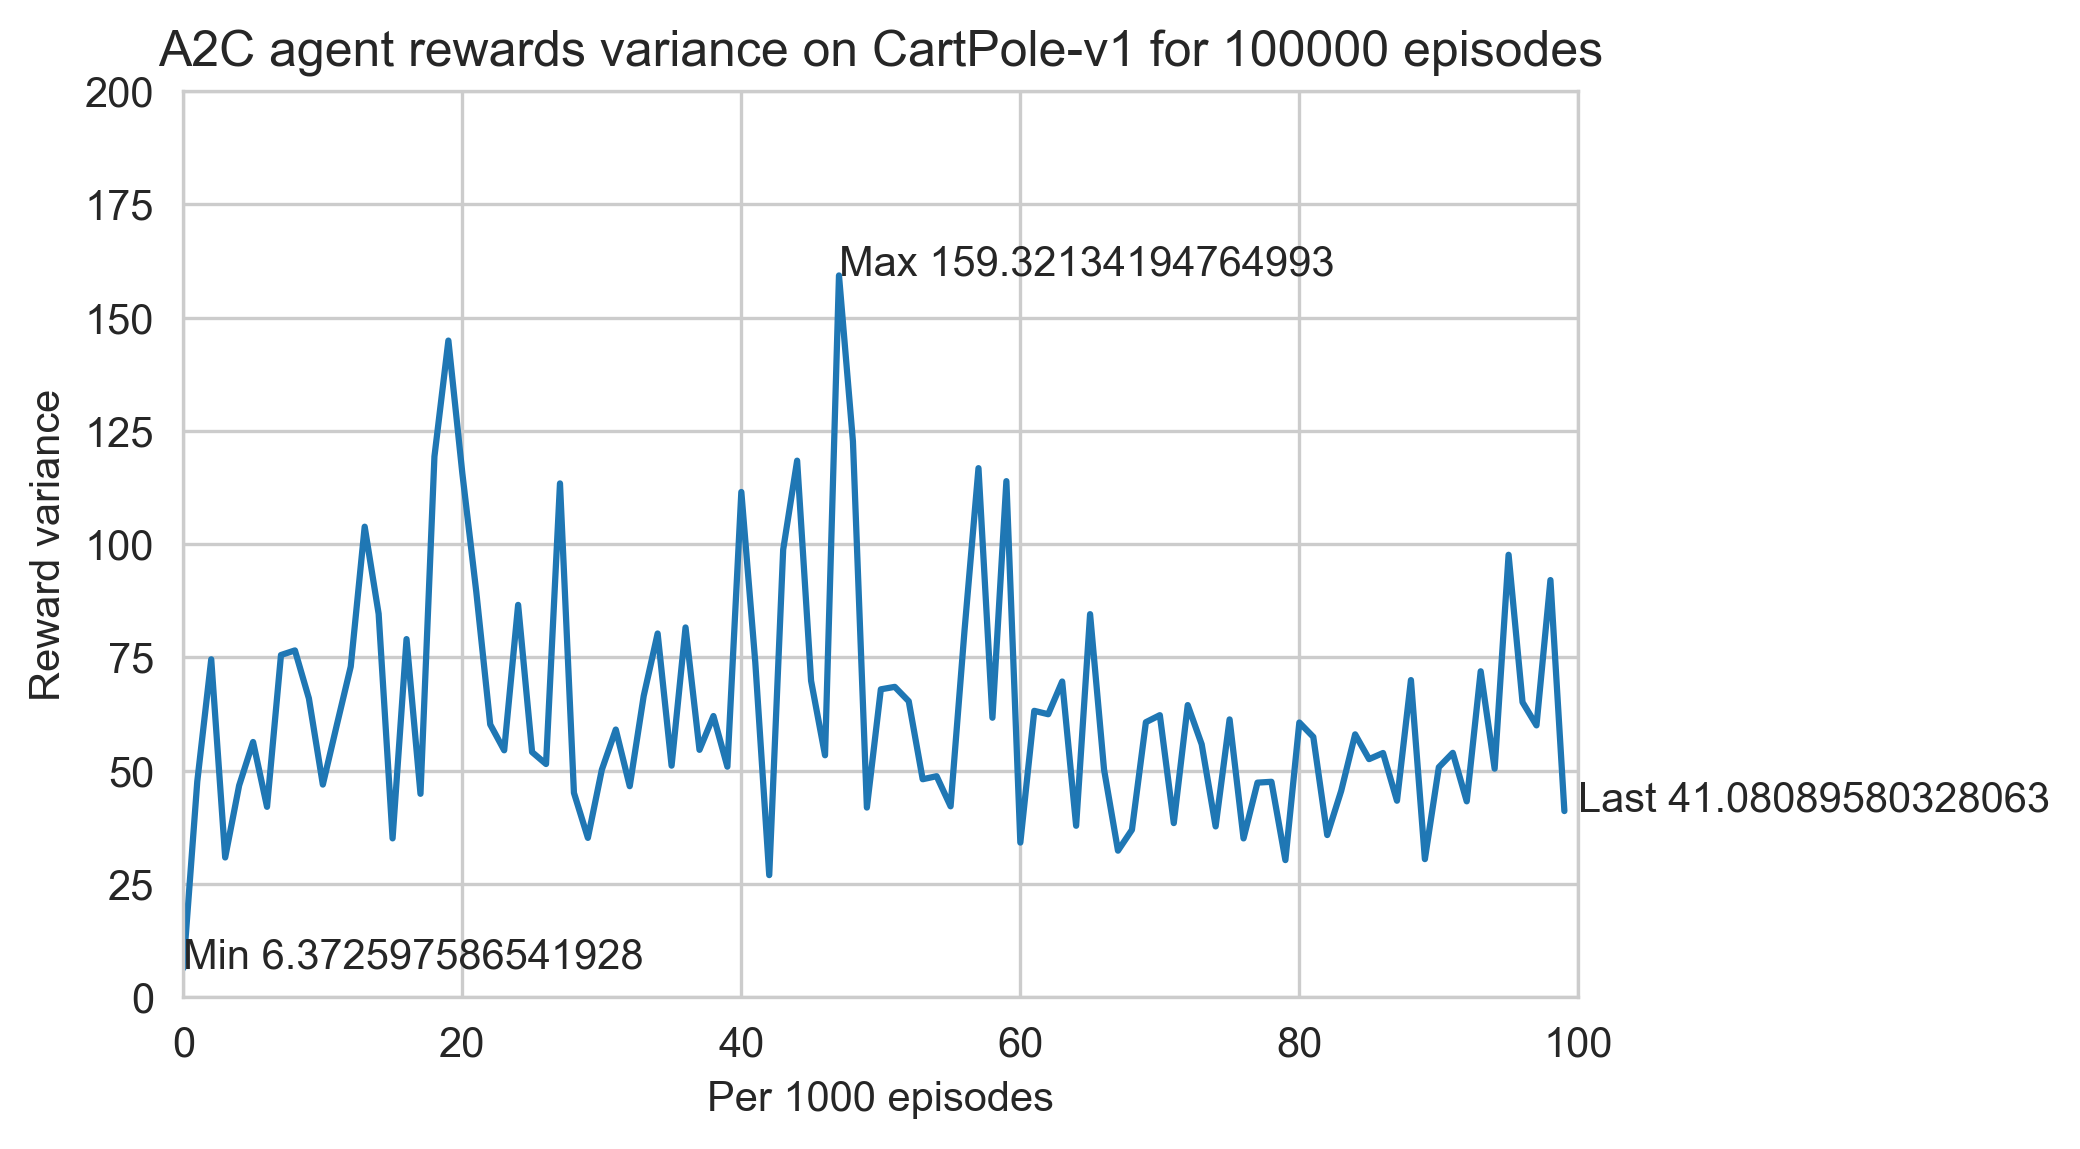 A2C agent rewards variance on CartPole-v1 for 100000 episodes
200
175
150
125
100
75
50
25
0
Reward variance
Max 159.32134194764993
Last 41.08089580328063
Min 6.372597586541928
0 20 40 60 80 100
Per 1000 episodes